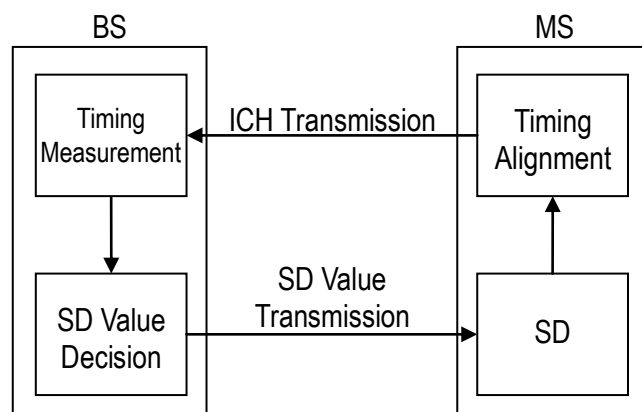 BS
MS
Timing
Measurement
ICH Transmission
Timing
Alignment
SD Value
Decision
SD Value
Transmission
SD